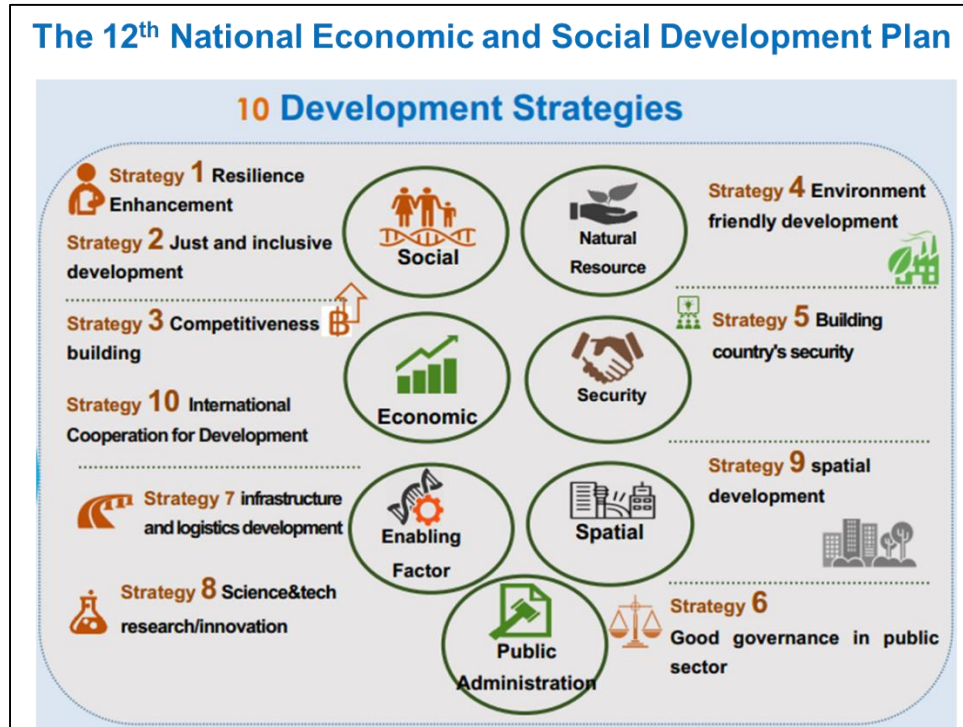 The 12th National Economic and Social Development Plan
10 Development Strategies
Strategy 1 Resilience
Enhancement
Strategy 2 Just and inclusive
development
Social
Natural
Resource
Strategy 4 Environment
friendly development
Strategy 3 Competitiveness
building
฿
Strategy 10 International
Cooperation for Development
Economic
Security
Strategy 5 Building
country's security
Strategy 7 infrastructure
and logistics development
Enabling
Factor
Spatial
Strategy 9 spatial
development
Strategy 8 Science&tech
research/innovation
Public
Administration
Strategy 6
Good governance in public
sector